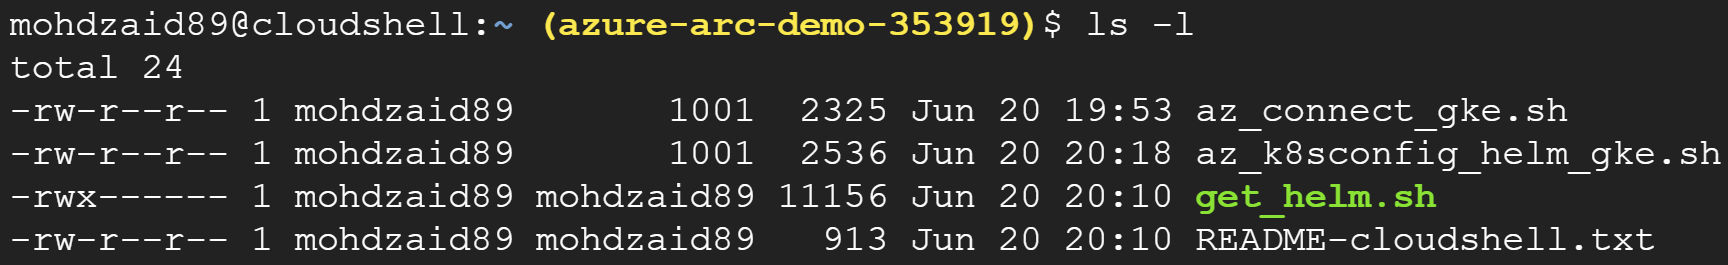 mohdzaid89@cloudshell:~ (azure-arc-demo-353919)$ ls -l
total 24
-rw-r--r-- 1 mohdzaid89       1001  2325 Jun 20 19:53 az_connect_gke.sh
-rw-r--r-- 1 mohdzaid89       1001  2536 Jun 20 20:18 az_k8sconfig_helm_gke.sh
-rwx------ 1 mohdzaid89 mohdzaid89 11156 Jun 20 20:10 get_helm.sh
-rw-r--r-- 1 mohdzaid89 mohdzaid89   913 Jun 20 20:10 README-cloudshell.txt